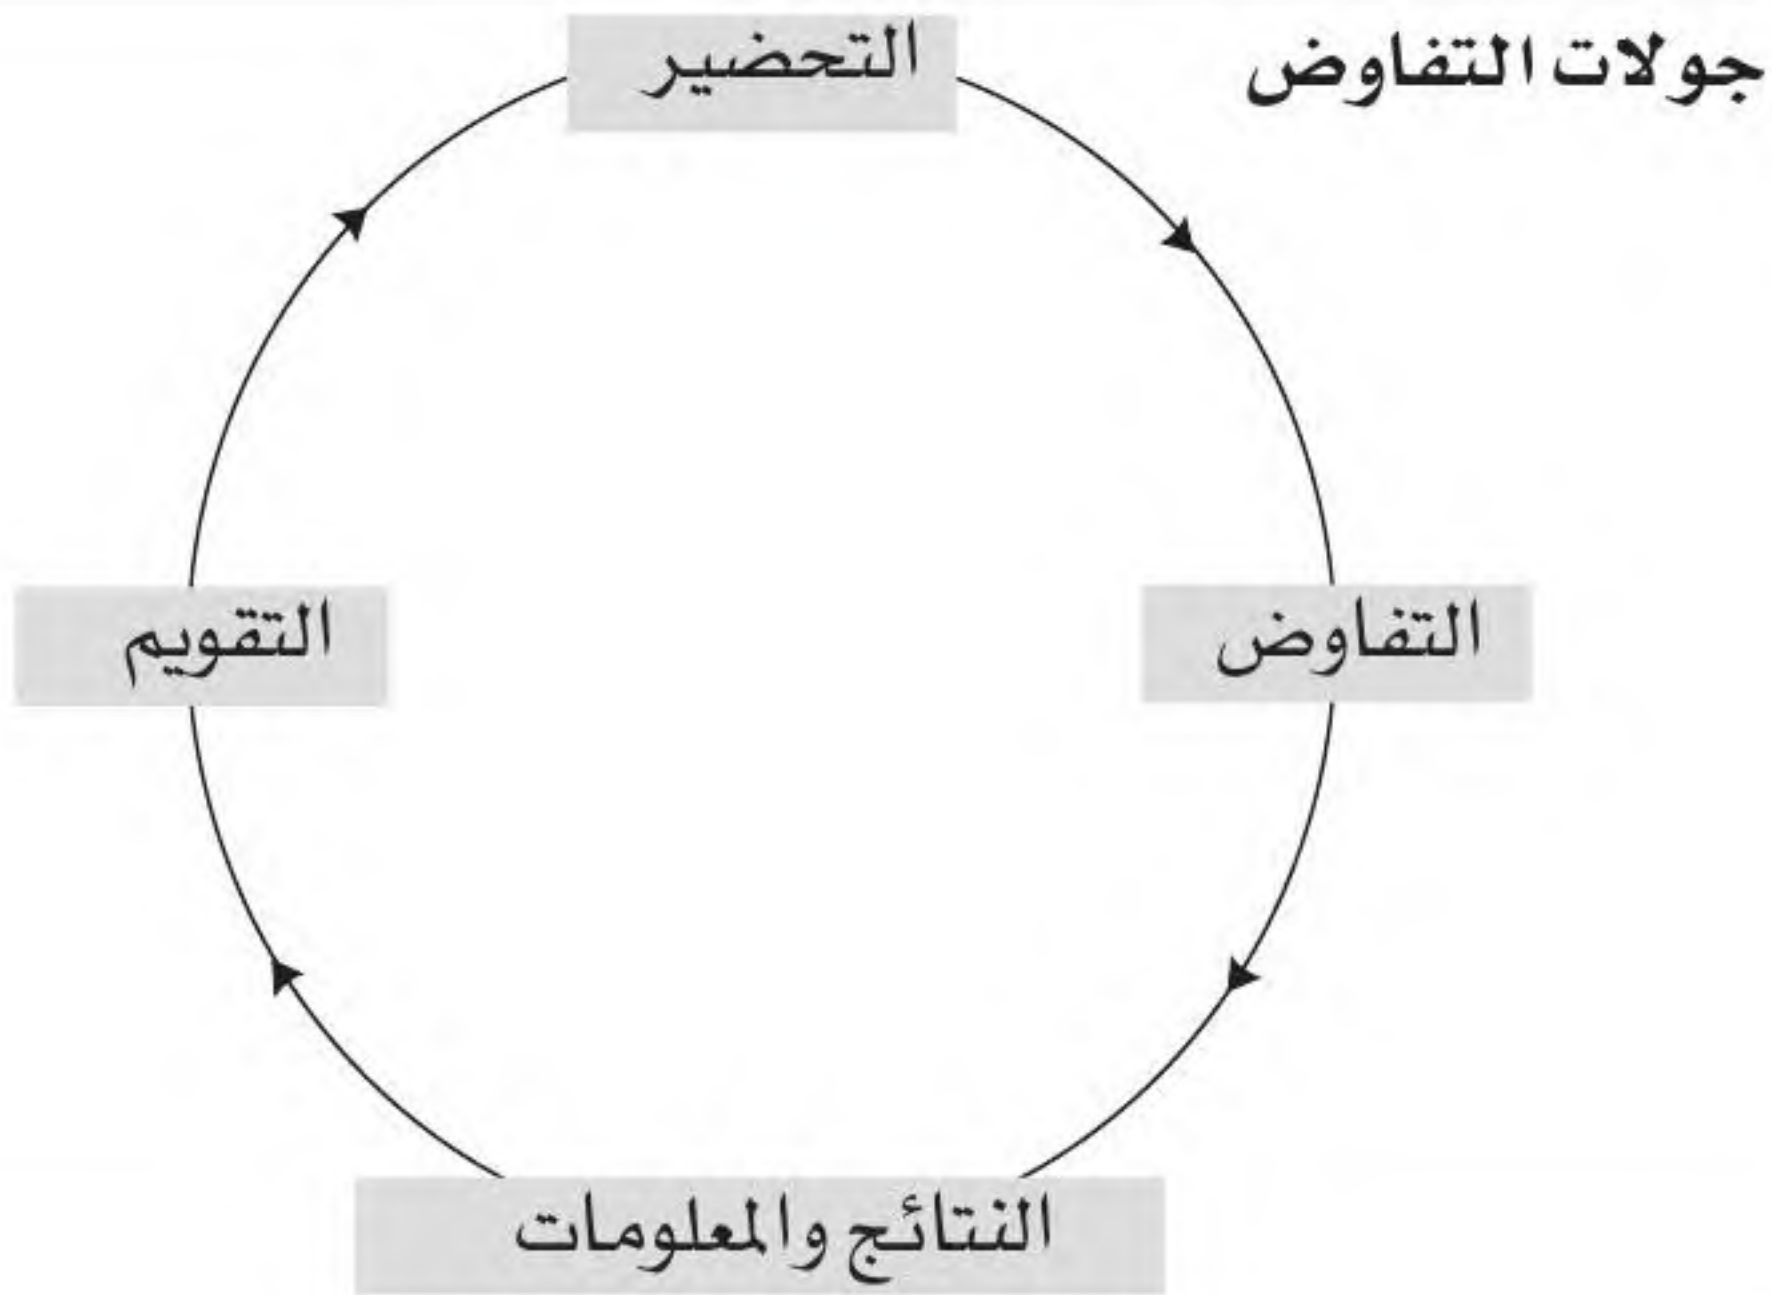 جولات التفاوض
التحضير
التفاوض
النتائج والمعلومات
التقويم